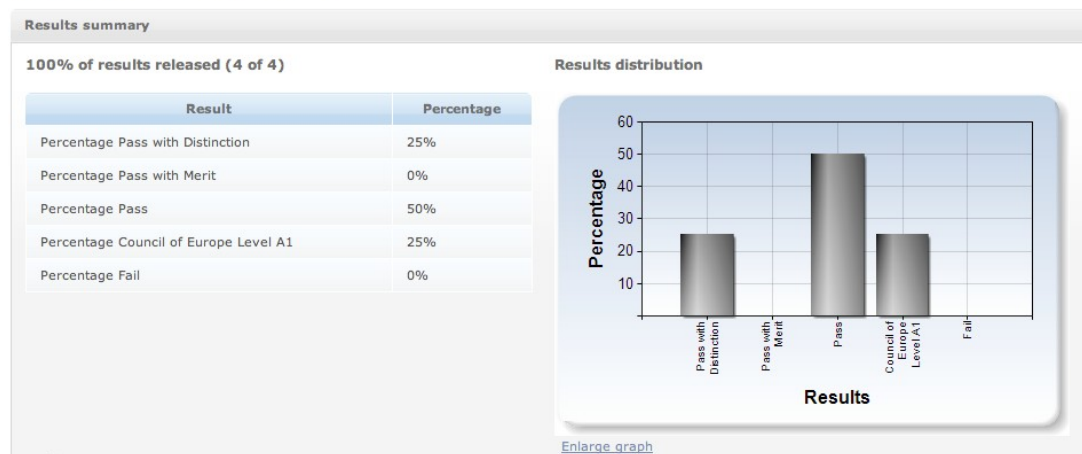 Results summary
100% of results released (4 of 4)
Result Percentage
Percentage Pass with Distinction 25%
Percentage Pass with Merit 0%
Percentage Pass 50%
Percentage Council of Europe Level A1 25%
Percentage Fail 0%
Results distribution
60
50
40
30
20
10
Percentage
Pass with
Distinction
Pass with
Merit
Pass
Council of
Europe
Level A1
Fail
Results
Enlarge graph